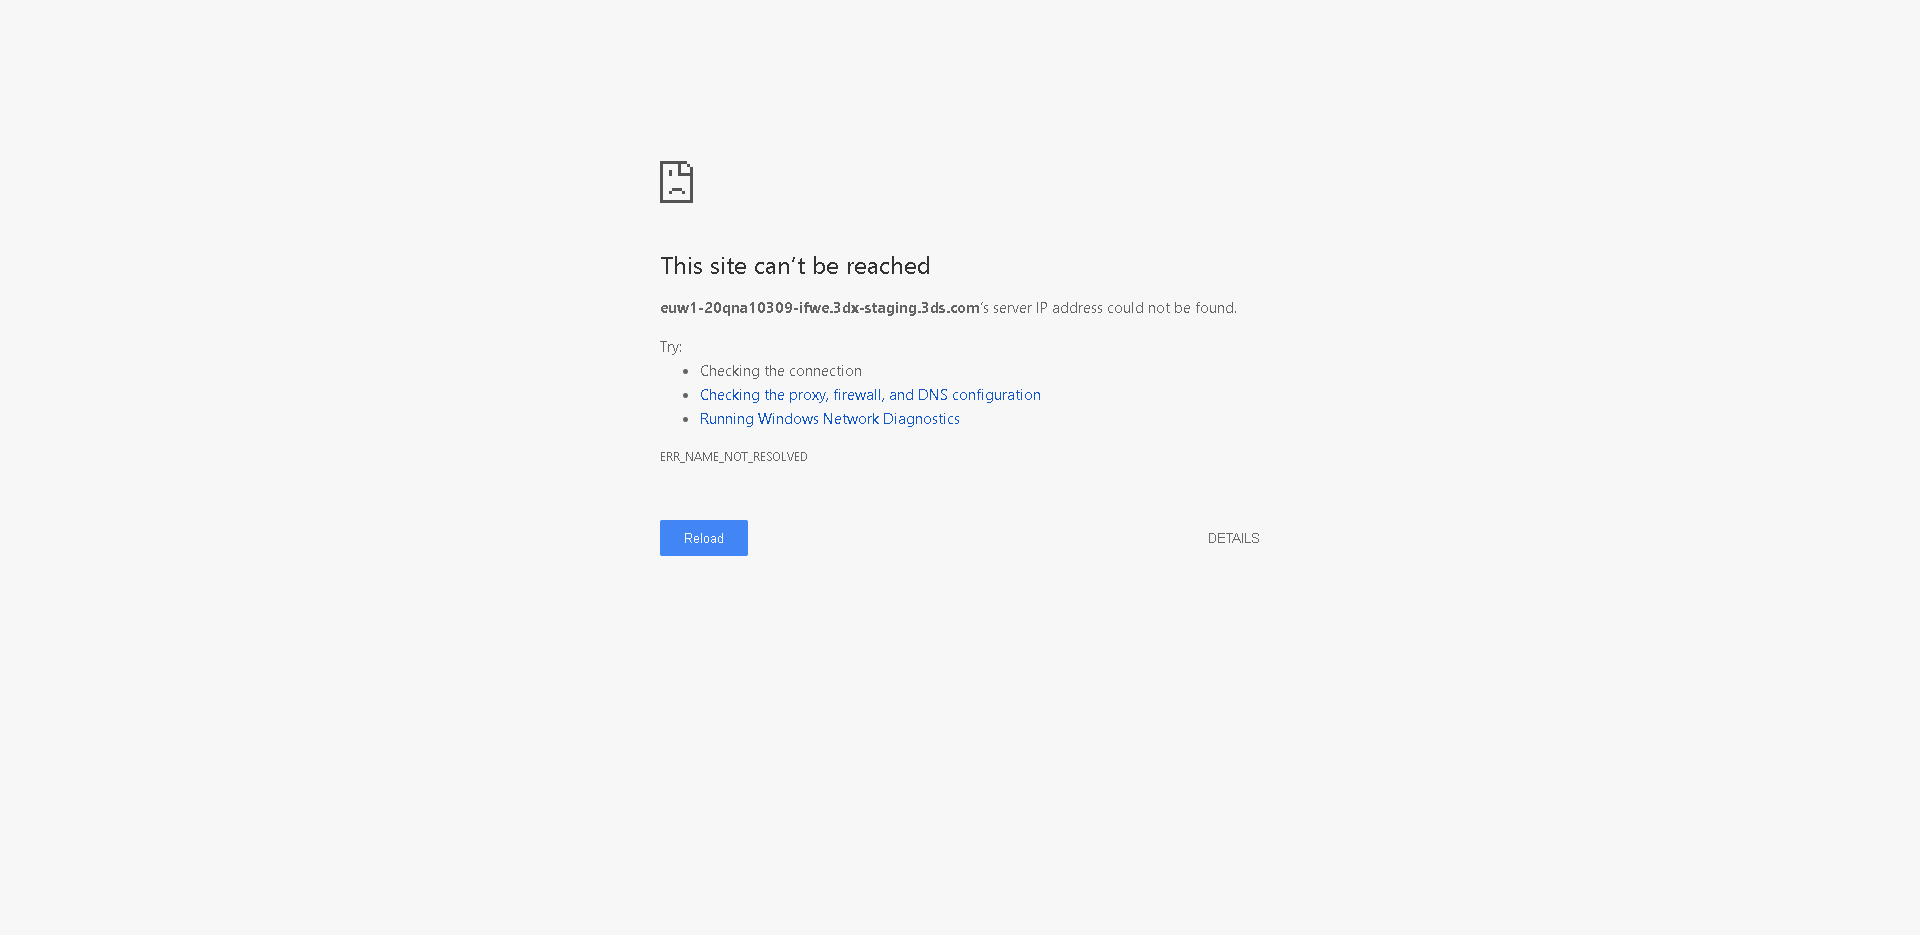 This site can’t be reached
euw1-20qna10309-ifwe.3dx-staging.3ds.com’s server IP address could not be found.
Try:
Checking the connection
Checking the proxy, firewall, and DNS configuration
Running Windows Network Diagnostics
ERR_NAME_NOT_RESOLVED
Reload
DETAILS